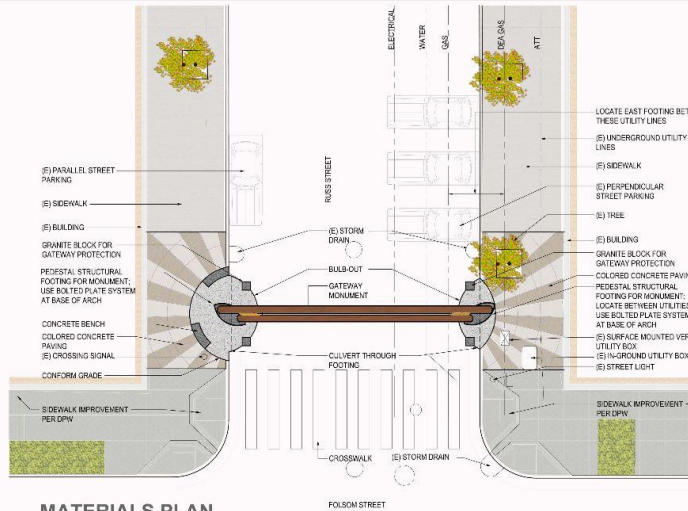 ELECTRICAL
WATER
GAS
DEA GAS
ATT
(E) PARALLEL STREET
PARKING
(E) SIDEWALK
(E) BUILDING
GRANITE BLOCK FOR
GATEWAY PROTECTION
PEDESTAL STRUCTURAL
FOOTING FOR MONUMENT;
USE BOLTED PLATE SYSTEM
AT BASE OF ARCH
CONCRETE BENCH
COLORED CONCRETE
PAVING
(E) CROSSING SIGNAL
CONFORM GRADE
SIDEWALK IMPROVEMENT
PER DPW
RUSS STREET
(E) STORM
DRAIN
BULB-OUT
GATEWAY
MONUMENT
CULVERT THROUGH
FOOTING
CROSSWALK
(E) STORM DRAIN
FOLSOM STREET
LOCATE EAST FOOTING BET
THESE UTILITY LINES
(E) UNDERGROUND UTILITY
LINES
(E) SIDEWALK
(E) PERPENDICULAR
STREET PARKING
(E) TREE
(E) BUILDING
GRANITE BLOCK FOR
GATEWAY PROTECTION
COLORED CONCRETE PAVIN
PEDESTAL STRUCTURAL
FOOTING FOR MONUMENT;
LOCATE BETWEEN UTILITIES
USE BOLTED PLATE SYSTEM
AT BASE OF ARCH
(E) SURFACE MOUNTED VER
UTILITY BOX
(E) IN-GROUND UTILITY BOX
(E) STREET LIGHT
SIDEWALK IMPROVEMENT
PER DPW
MATERIALS PLAN